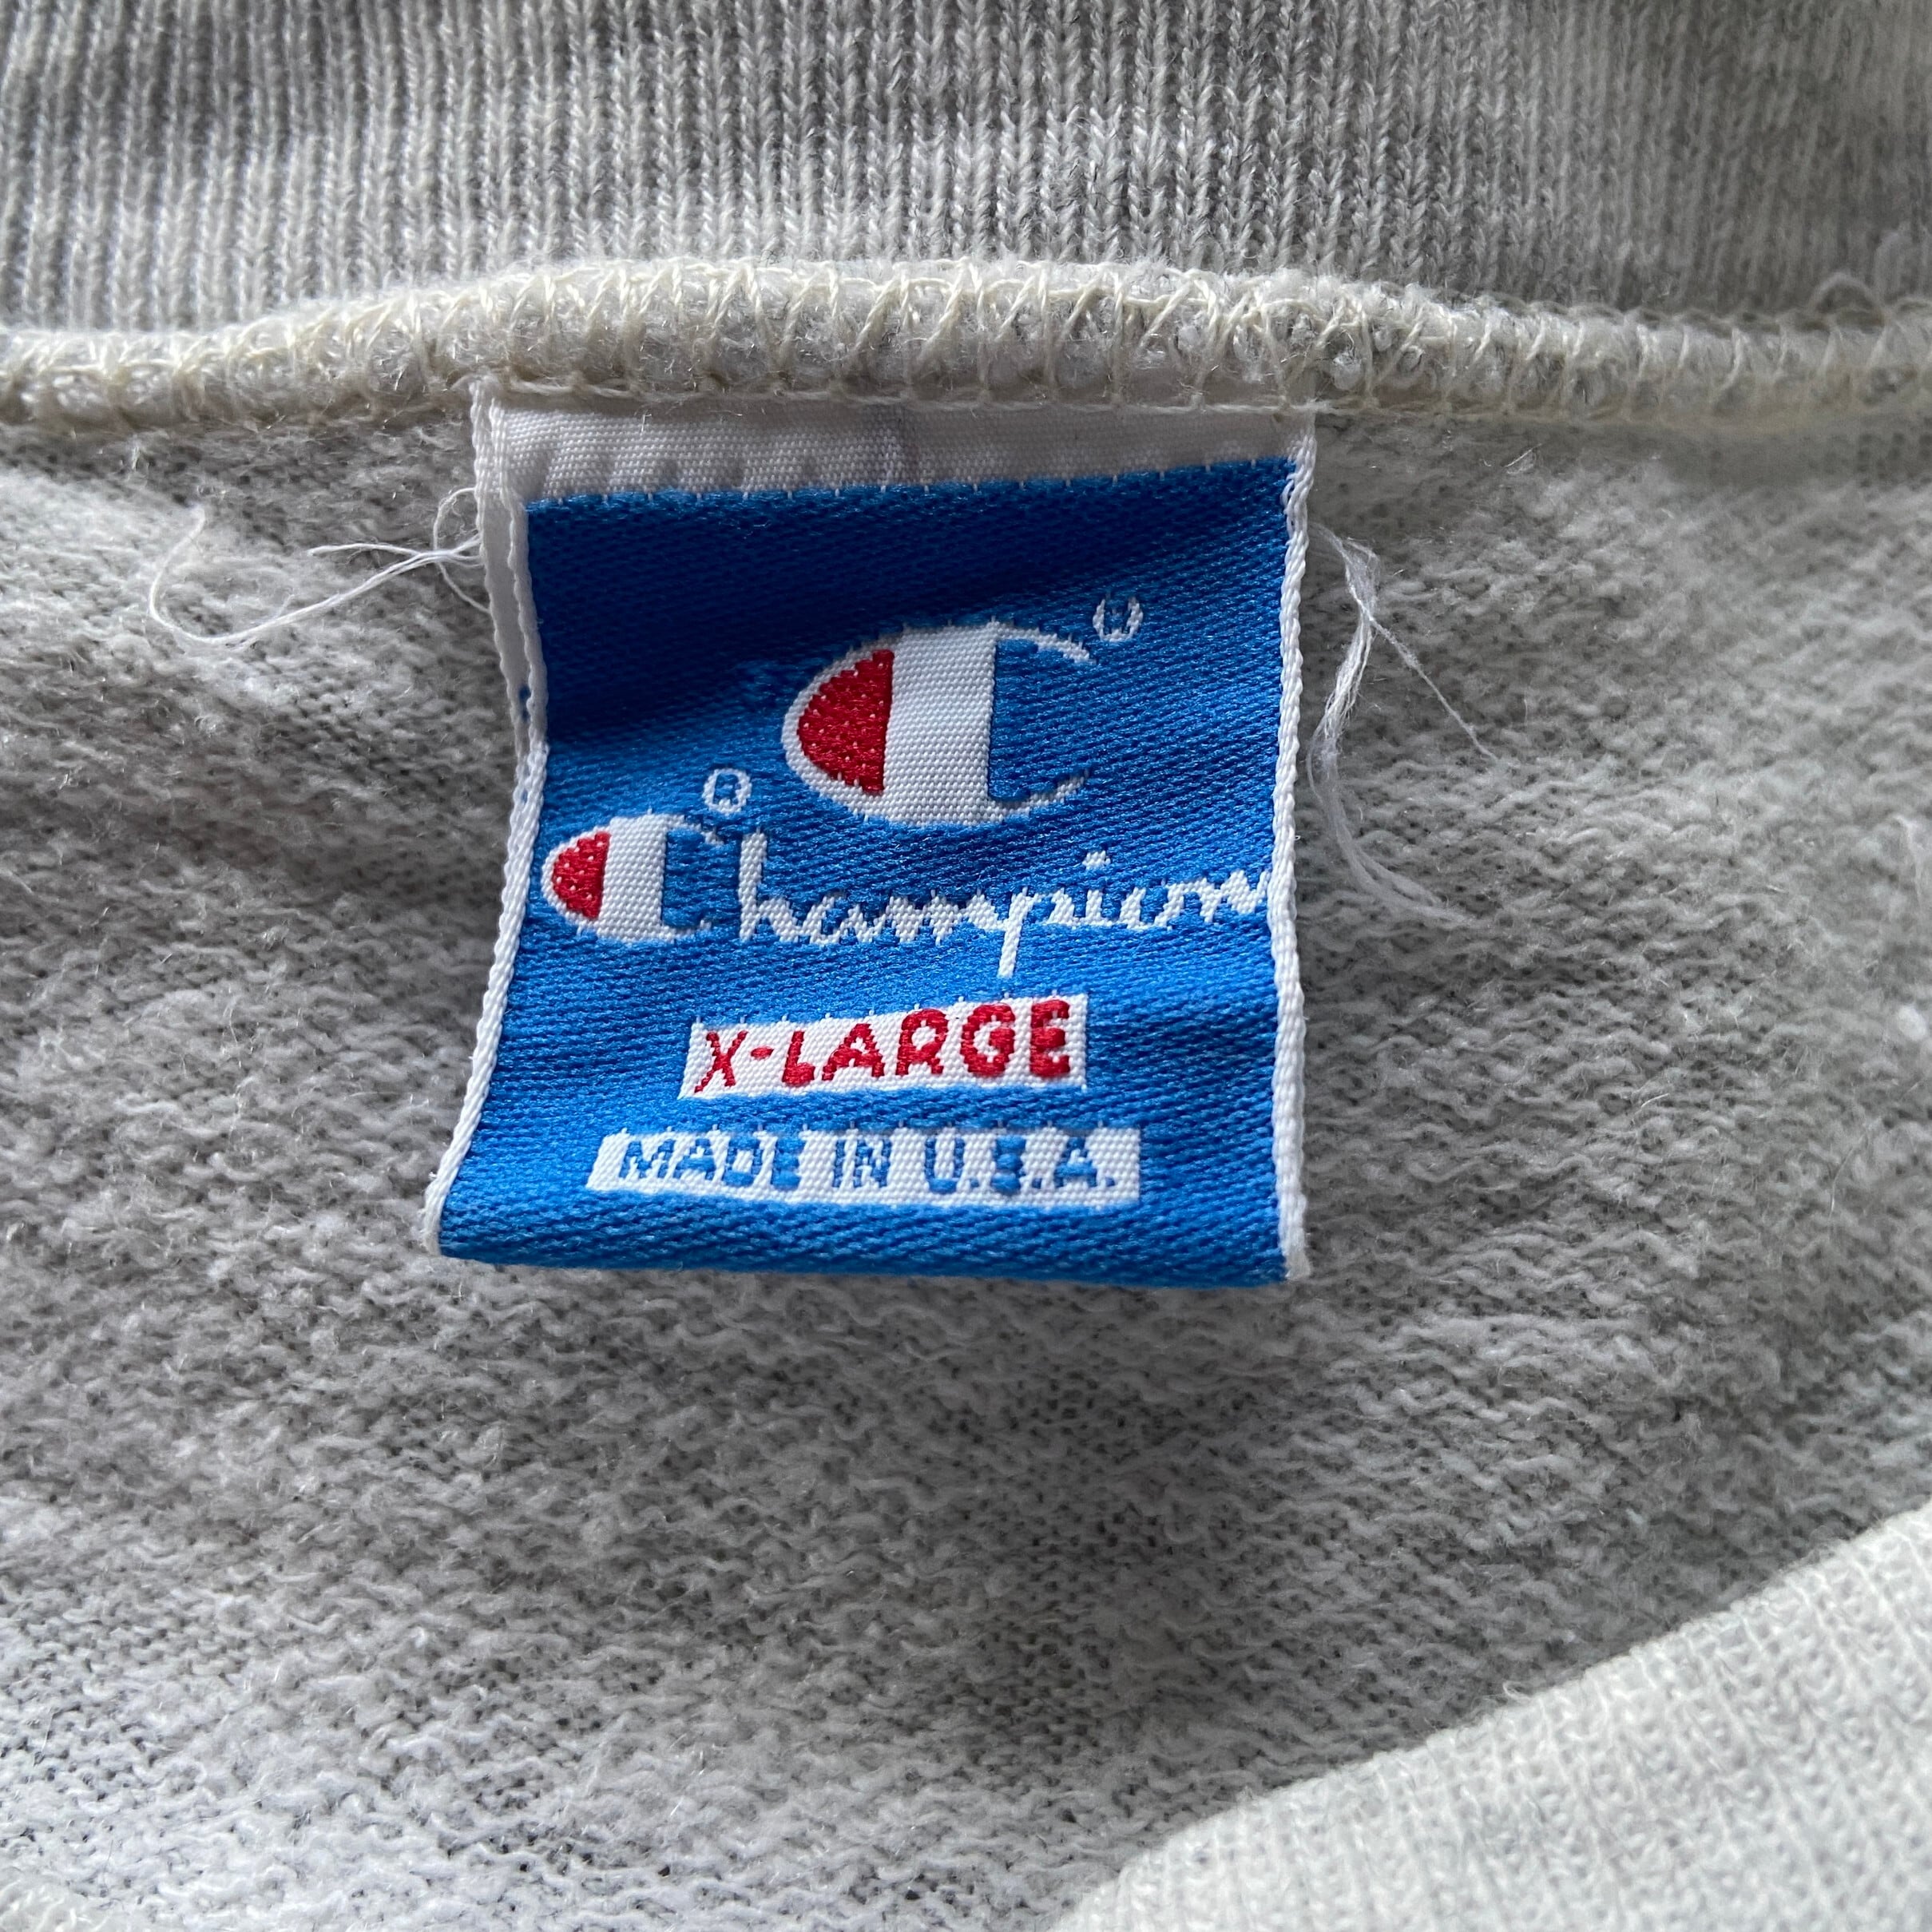 C®
Champion®
X-LARGE
MADE IN U.S.A.